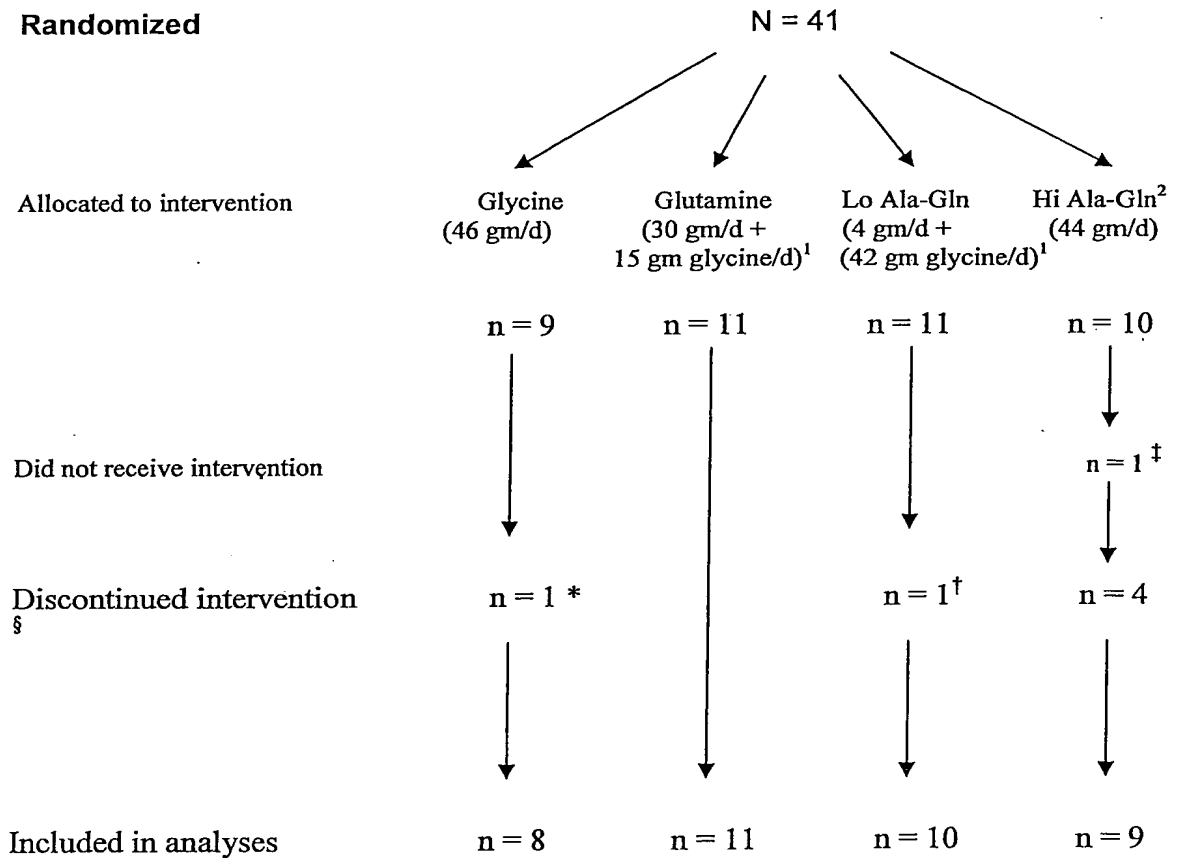 Randomized
N = 41
Allocated to intervention
Glycine
(46 gm/d)
Glutamine
(30 gm/d +
15 gm glycine/d)¹
Lo Ala-Gln
(4 gm/d +
(42 gm glycine/d)¹
Hi Ala-Gln²
(44 gm/d)
n = 9
n = 11
n = 11
n = 10
Did not receive intervention
n = 1 ‡
Discontinued intervention
§
n = 1 *
n = 1†
n = 4
Included in analyses
n = 8
n = 11
n = 10
n = 9